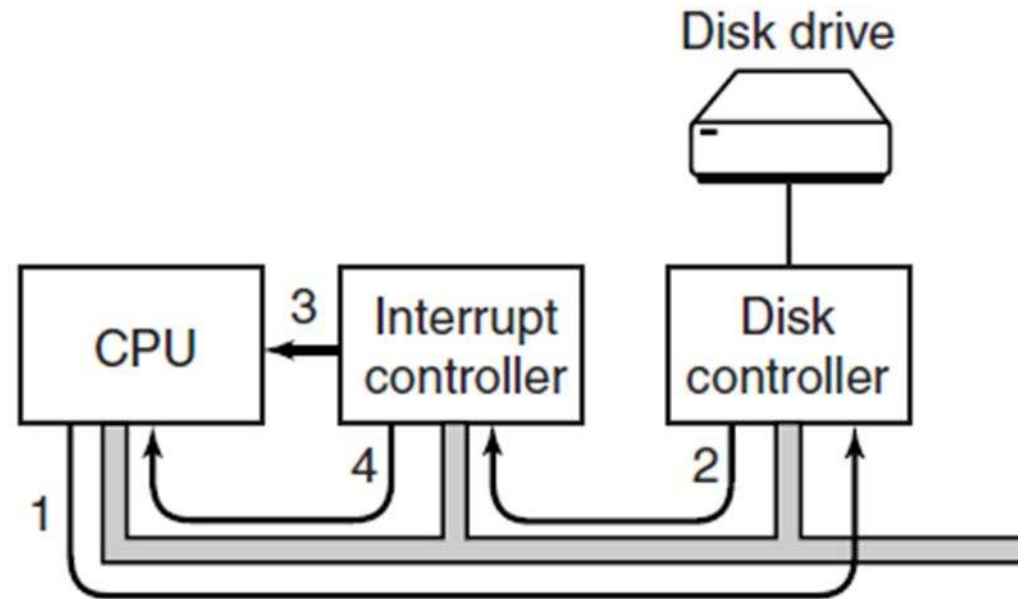 Disk drive
CPU
3
Interrupt
controller
Disk
controller
1
4
2